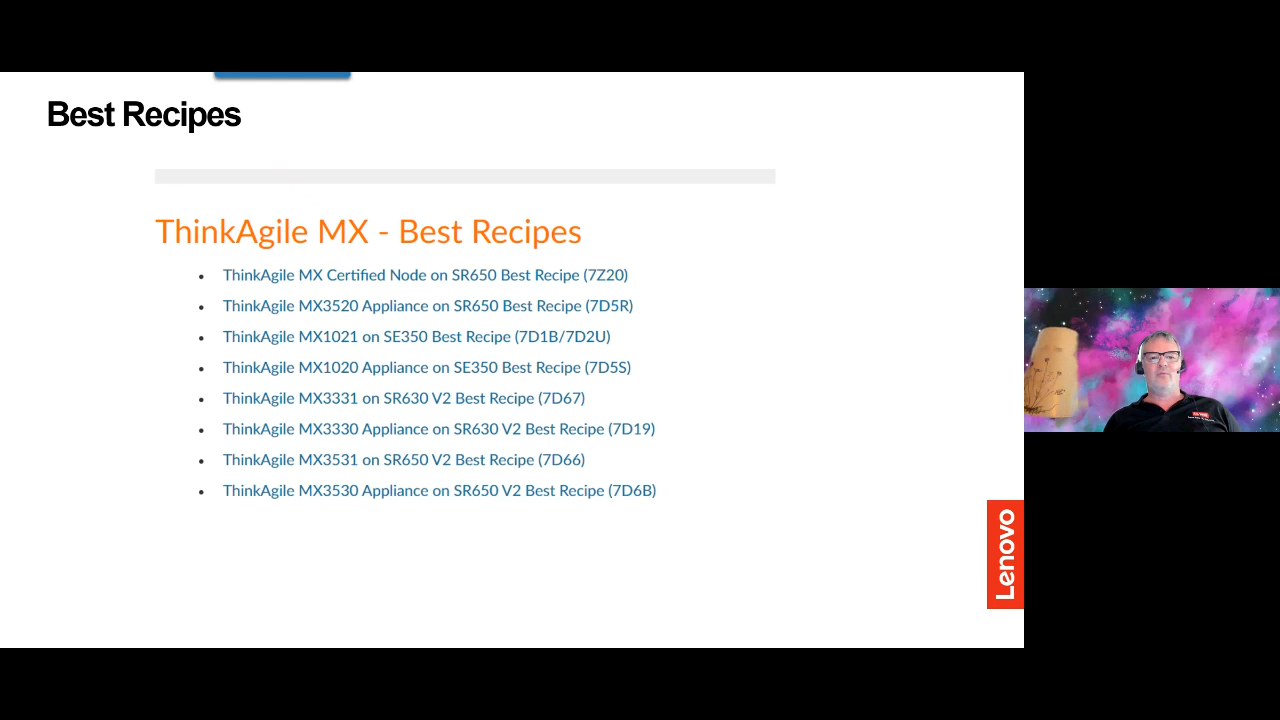 Best Recipes
ThinkAgile MX - Best Recipes
• ThinkAgile MX Certified Node on SR650 Best Recipe (7Z20)
• ThinkAgile MX3520 Appliance on SR650 Best Recipe (7D5R)
• ThinkAgile MX1021 on SE350 Best Recipe (7D1B/7D2U)
• ThinkAgile MX1020 Appliance on SE350 Best Recipe (7D5S)
• ThinkAgile MX3331 on SR630 V2 Best Recipe (7D67)
• ThinkAgile MX3330 Appliance on SR630 V2 Best Recipe (7D19)
• ThinkAgile MX3531 on SR650 V2 Best Recipe (7D66)
• ThinkAgile MX3530 Appliance on SR650 V2 Best Recipe (7D6B)
Lenovo